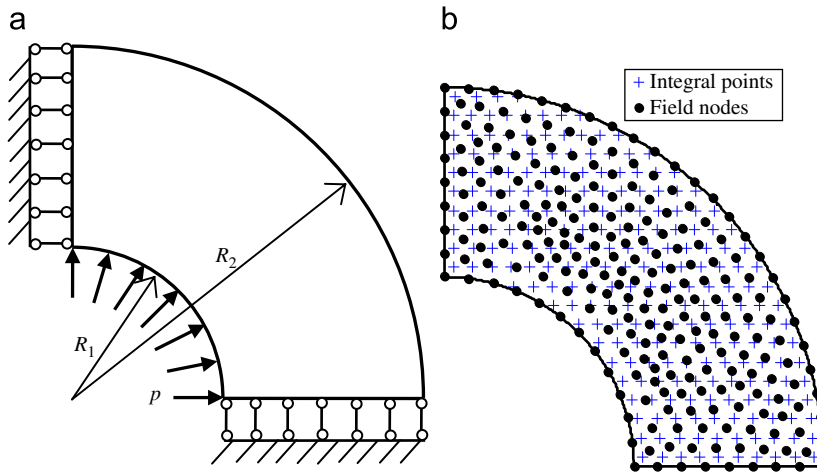 a
b
Integral points
Field nodes
R2
R1
p